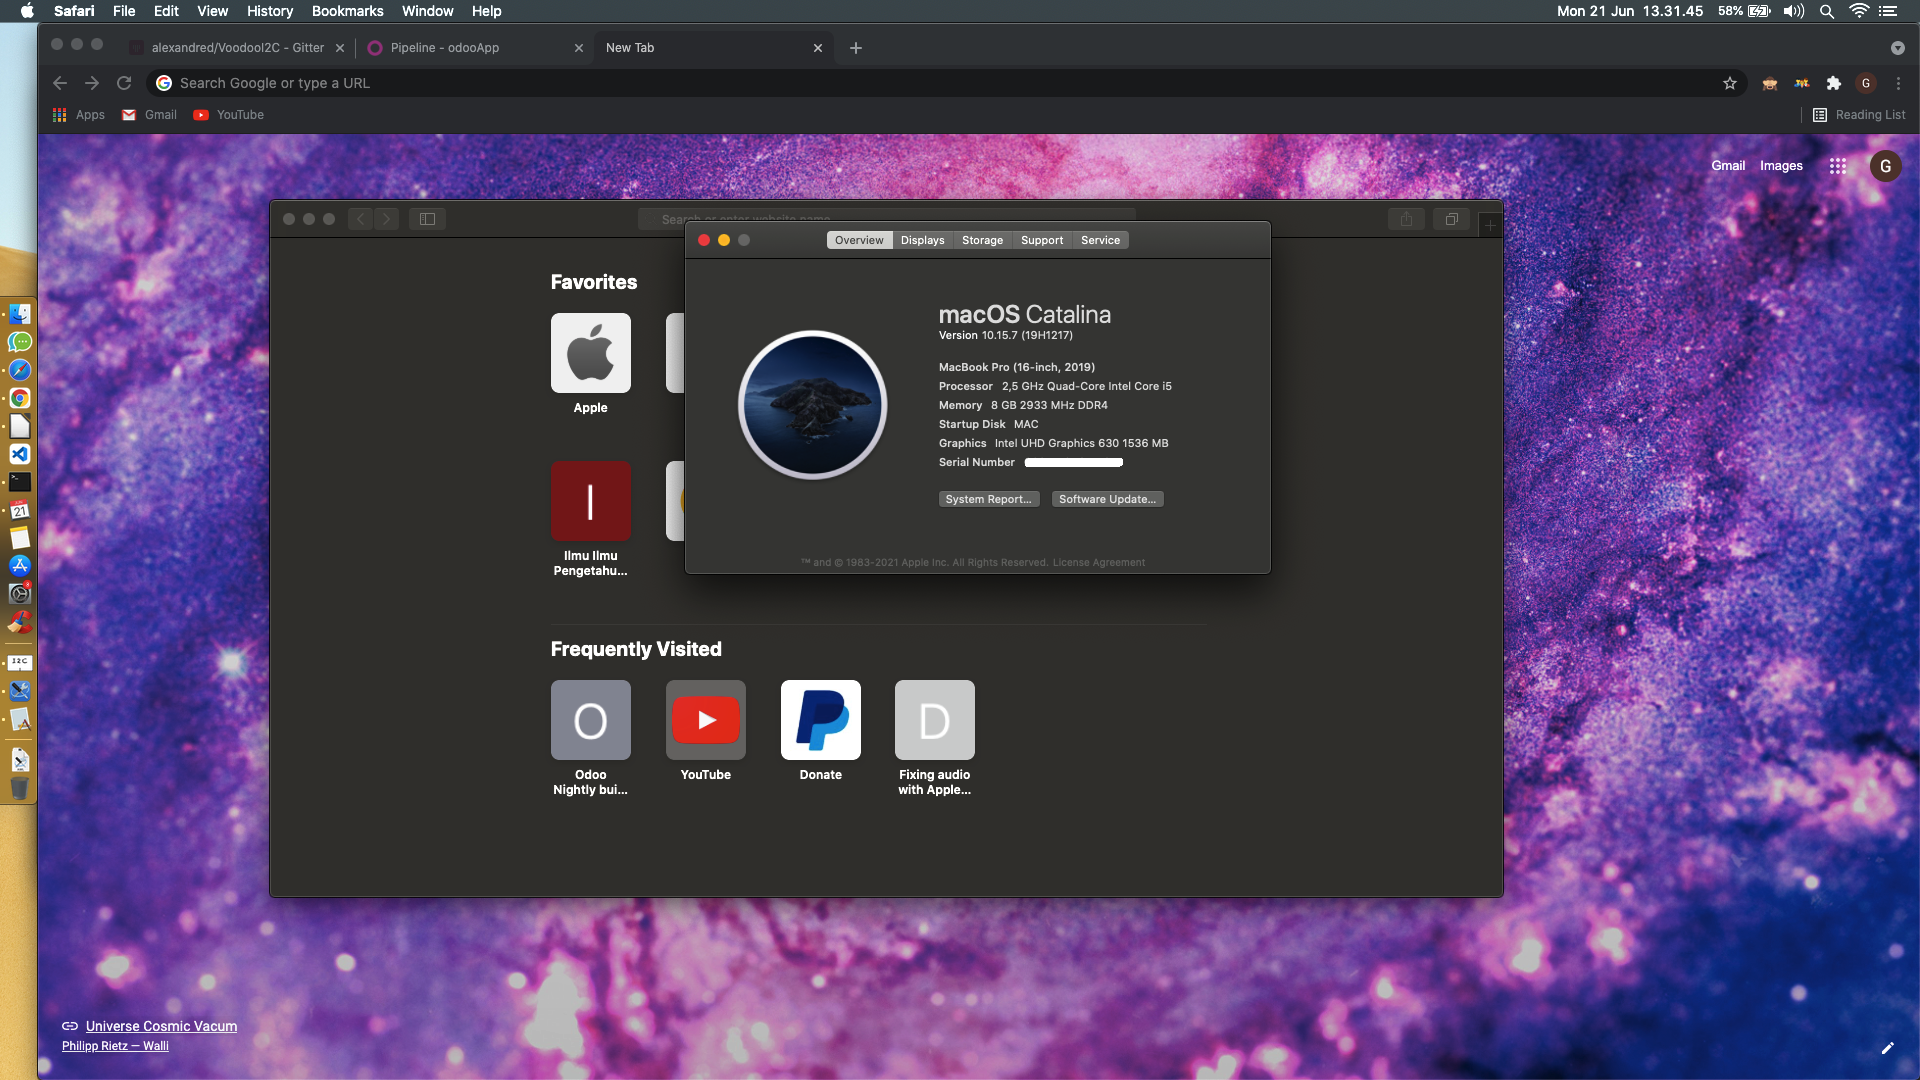 Safari File Edit View History Bookmarks Window Help
Mon 21 Jun 13.31.45 58%
alexandred/VoodooI2C - Gitter
Pipeline - odooApp
New Tab
Search Google or type a URL
G
Apps Gmail YouTube
Reading List
Gmail Images
G
Search or enter website name
Overview Displays Storage Support Service
Favorites
Apple
I
Ilmu Ilmu
Pengetahu...
macOS Catalina
Version 10.15.7 (19H1217)
MacBook Pro (16-inch, 2019)
Processor 2,5 GHz Quad-Core Intel Core i5
Memory 8 GB 2933 MHz DDR4
Startup Disk MAC
Graphics Intel UHD Graphics 630 1536 MB
Serial Number
System Report... Software Update...
™ and © 1983-2021 Apple Inc. All Rights Reserved. License Agreement
Frequently Visited
O
D
Odoo
Nightly bui...
YouTube
Donate
Fixing audio
with Apple...
21
I2C
Universe Cosmic Vacum
Philipp Rietz — Walli